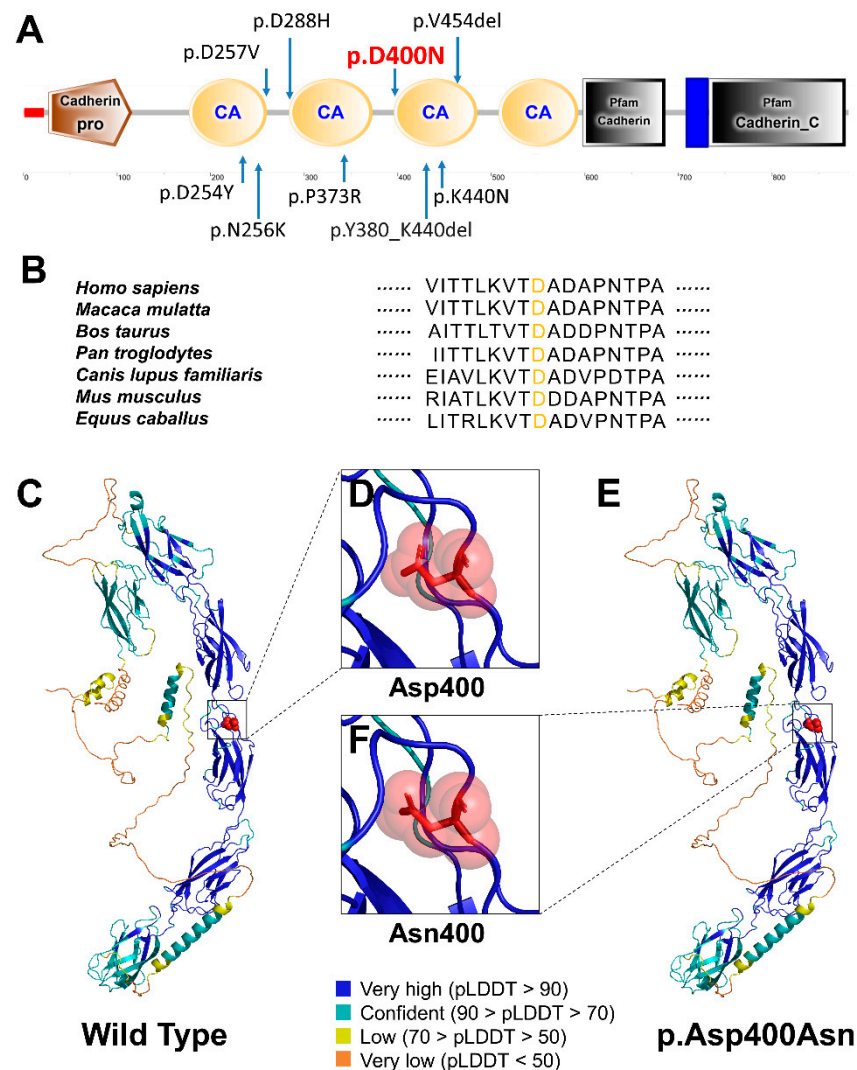 A
p.D288H
p.V454del
p.D257V
p.D400N
Cadherin
pro
CA
CA
CA
CA
Pfam
Cadherin
Pfam
Cadherin_C
0
100
200
300
400
500
600
700
800
p.D254Y
p.P373R
p.K440N
p.N256K
p.Y380_K440del
B
Homo sapiens ...... VITTLKVTDADAPNTPA ......
Macaca mulatta ...... VITTLKVTDADAPNTPA ......
Bos taurus ...... AITTLTVTDADDPNTPA ......
Pan troglodytes ...... IITTLKVTDADAPNTPA ......
Canis lupus familiaris ...... EIAVLKVTDADVPDTPA ......
Mus musculus ...... RIATLKVTDDDAPNTPA ......
Equus caballus ...... LITRLKVTDADVPNTPA ......
C
D
E
Asp400
F
Asn400
Very high (pLDDT > 90)
Confident (90 > pLDDT > 70)
Low (70 > pLDDT > 50)
Very low (pLDDT < 50)
Wild Type
p.Asp400Asn